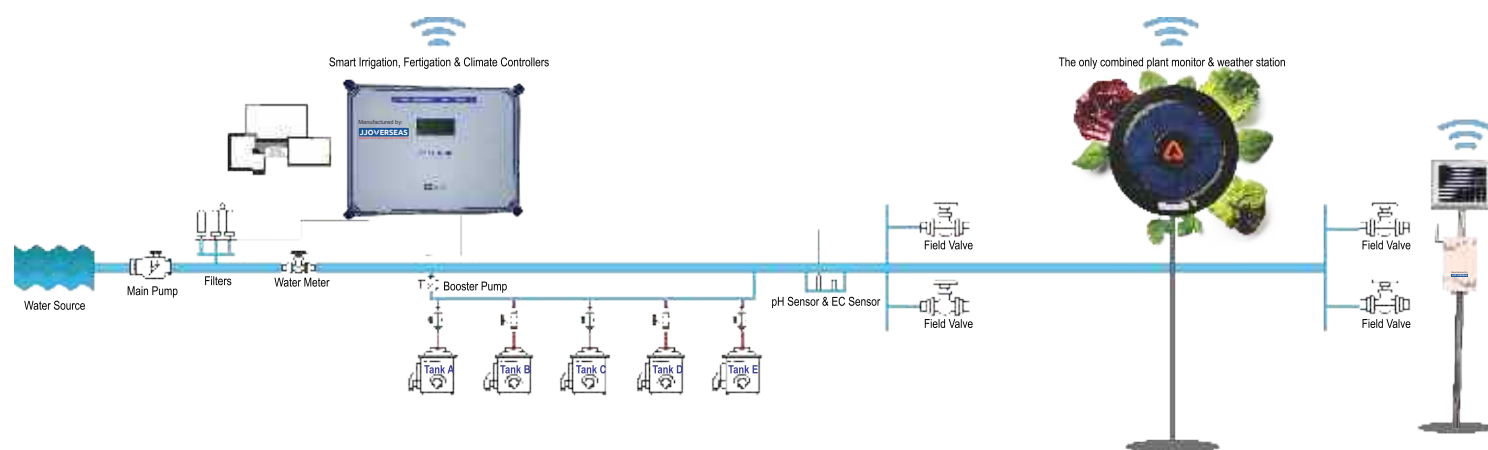 Smart Irrigation, Fertigation & Climate Controllers
The only combined plant monitor & weather station
Manufactured by:
JJOVERSEAS
Water Source
Main Pump
Filters
Water Meter
Booster Pump
pH Sensor & EC Sensor
Field Valve
Field Valve
Field Valve
Field Valve
Tank A
Tank B
Tank C
Tank D
Tank E